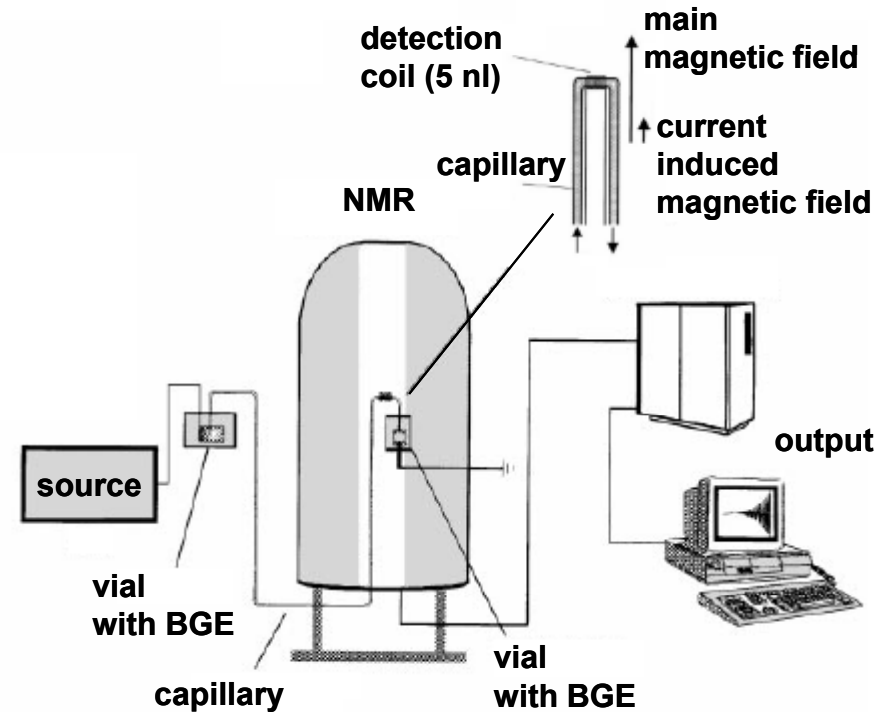 detection
coil (5 nl)
main
magnetic field
current
induced
magnetic field
capillary
NMR
output
source
vial
with BGE
capillary
vial
with BGE